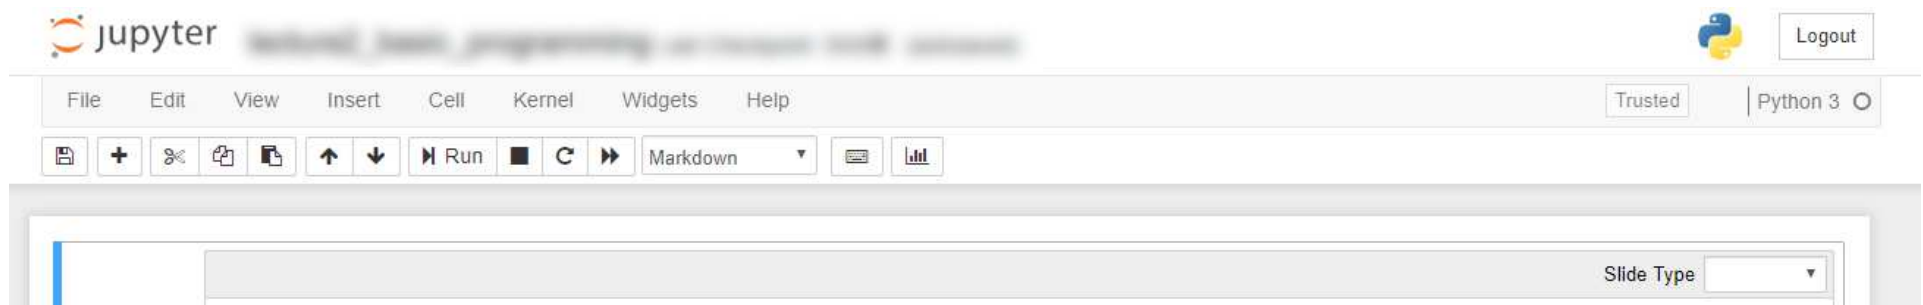 jupyter Logout
File Edit View Insert Cell Kernel Widgets Help Trusted Python 3
Run Markdown
Slide Type